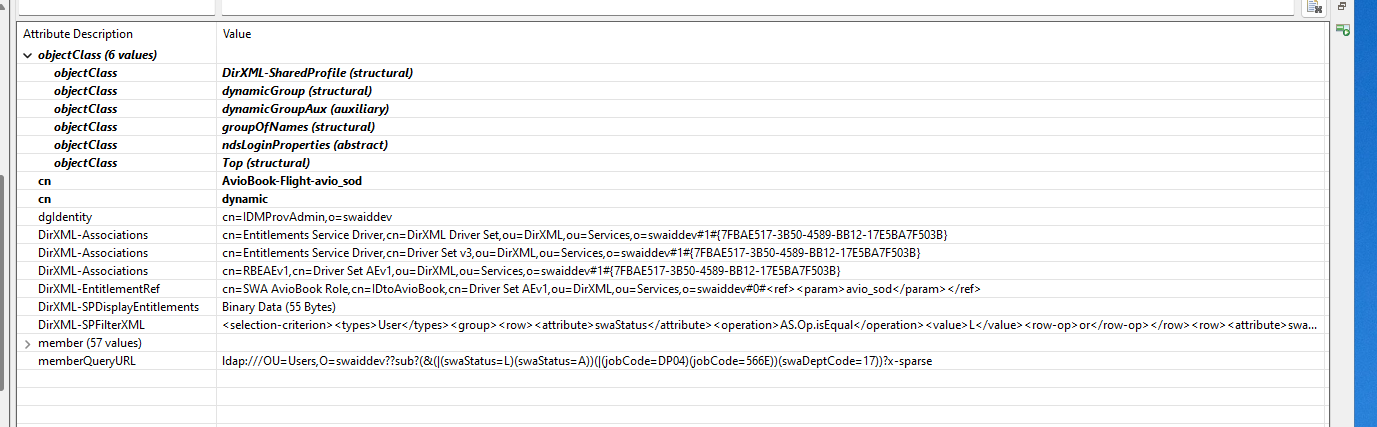 Attribute Description Value
objectClass (6 values)
objectClass DirXML-SharedProfile (structural)
objectClass dynamicGroup (structural)
objectClass dynamicGroupAux (auxiliary)
objectClass groupOfNames (structural)
objectClass ndsLoginProperties (abstract)
objectClass Top (structural)
cn AvioBook-Flight-avio_sod
cn dynamic
dgIdentity cn=IDMProvAdmin,o=swaiddev
DirXML-Associations cn=Entitlements Service Driver,cn=DirXML Driver Set,ou=DirXML,ou=Services,o=swaiddev#1#{7FBAE517-3B50-4589-BB12-17E5BA7F503B}
DirXML-Associations cn=Entitlements Service Driver,cn=Driver Set v3,ou=DirXML,ou=Services,o=swaiddev#1#{7FBAE517-3B50-4589-BB12-17E5BA7F503B}
DirXML-Associations cn=RBEAEv1,cn=Driver Set AEv1,ou=DirXML,ou=Services,o=swaiddev#1#{7FBAE517-3B50-4589-BB12-17E5BA7F503B}
DirXML-EntitlementRef cn=SWA AvioBook Role,cn=IDtoAvioBook,cn=Driver Set AEv1,ou=DirXML,ou=Services,o=swaiddev#0#<ref><param>avio_sod</param></ref>
DirXML-SPDisplayEntitlements Binary Data (55 Bytes)
DirXML-SPFilterXML <selection-criterion><types>User</types><group><row><attribute>swaStatus</attribute><operation>AS.Op.isEqual</operation><value>L</value><row-op>or</row-op></row><row><attribute>swa...
member (57 values)
memberQueryURL ldap:///OU=Users,O=swaiddev??sub?(&(|(swaStatus=L)(swaStatus=A))(|(jobCode=DP04)(jobCode=566E))(swaDeptCode=17))?x-sparse